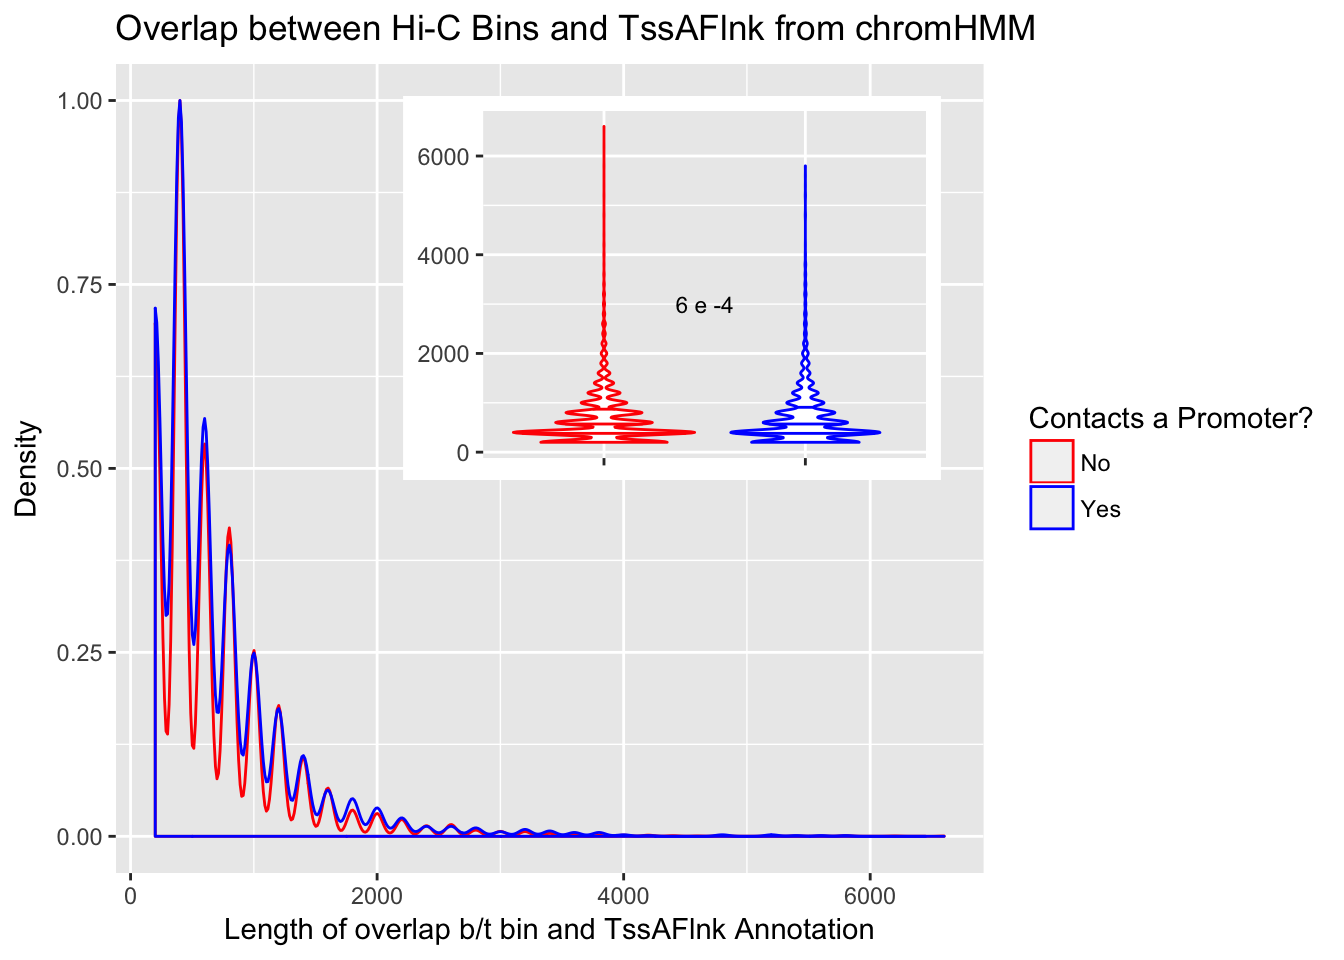 Overlap between Hi-C Bins and TssAFlnk from chromHMM
1.00
0.75
0.50
0.25
0.00
Density
6000
4000
2000
0
6 e -4
Contacts a Promoter?
No
Yes
0
2000
4000
6000
Length of overlap b/t bin and TssAFlnk Annotation